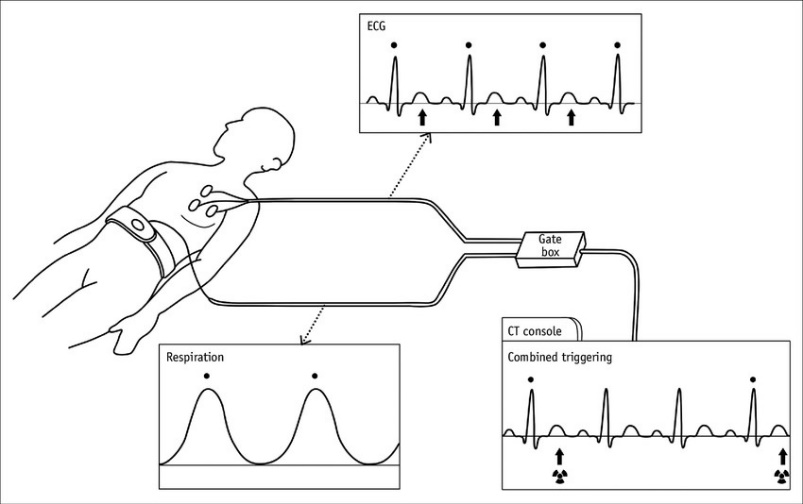 ECG
Gate
box
CT console
Respiration
Combined triggering